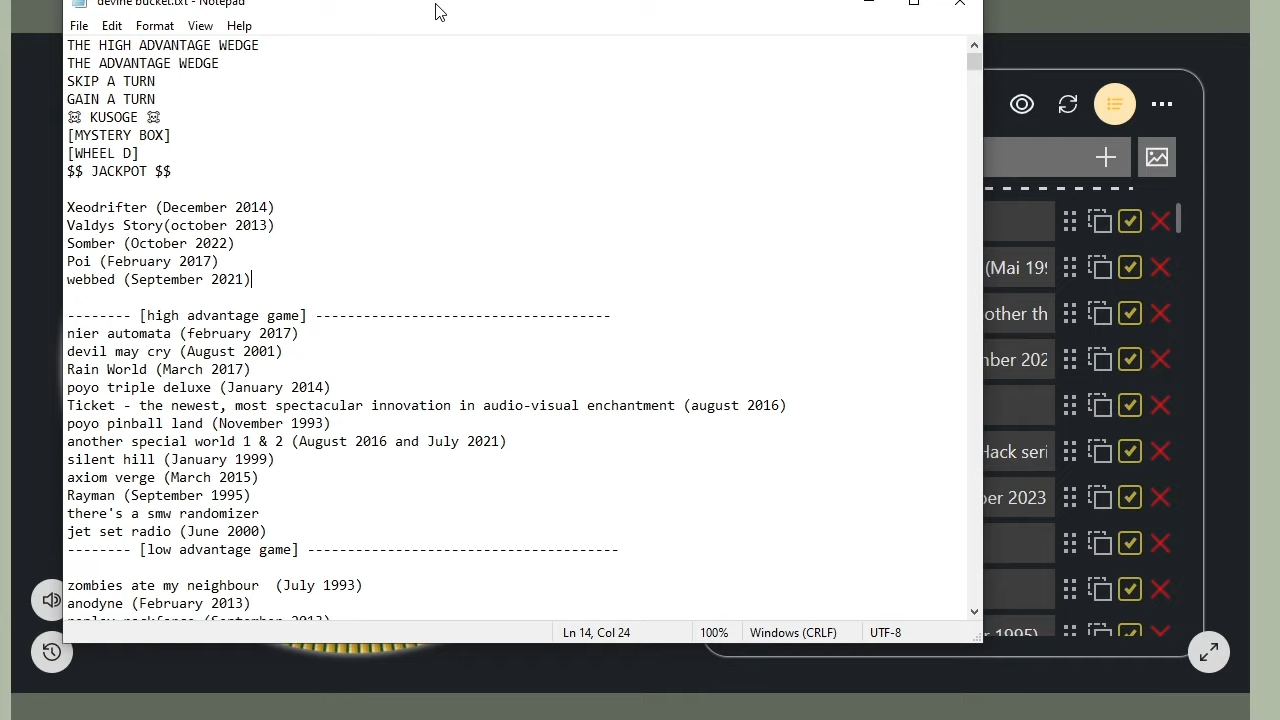 devine bucket.txt - Notepad
File Edit Format View Help
THE HIGH ADVANTAGE WEDGE
THE ADVANTAGE WEDGE
SKIP A TURN
GAIN A TURN
KUSOGE
[MYSTERY BOX]
[WHEEL D]
$$ JACKPOT $$
Xeodrifter (December 2014)
Valdys Story(october 2013)
Somber (October 2022)
Poi (February 2017)
webbed (September 2021)
-------- [high advantage game] -------------------------------------
nier automata (february 2017)
devil may cry (August 2001)
Rain World (March 2017)
poyo triple deluxe (January 2014)
Ticket - the newest, most spectacular innovation in audio-visual enchantment (august 2016)
poyo pinball land (November 1993)
another special world 1 & 2 (August 2016 and July 2021)
silent hill (January 1999)
axiom verge (March 2015)
Rayman (September 1995)
there's a smw randomizer
jet set radio (June 2000)
-------- [low advantage game] ---------------------------------------
zombies ate my neighbour  (July 1993)
anodyne (February 2013)
Ln 14, Col 24
100%
Windows (CRLF)
UTF-8
(Mai 199
other th
nber 202
Hack seri
er 2023
r 1995)